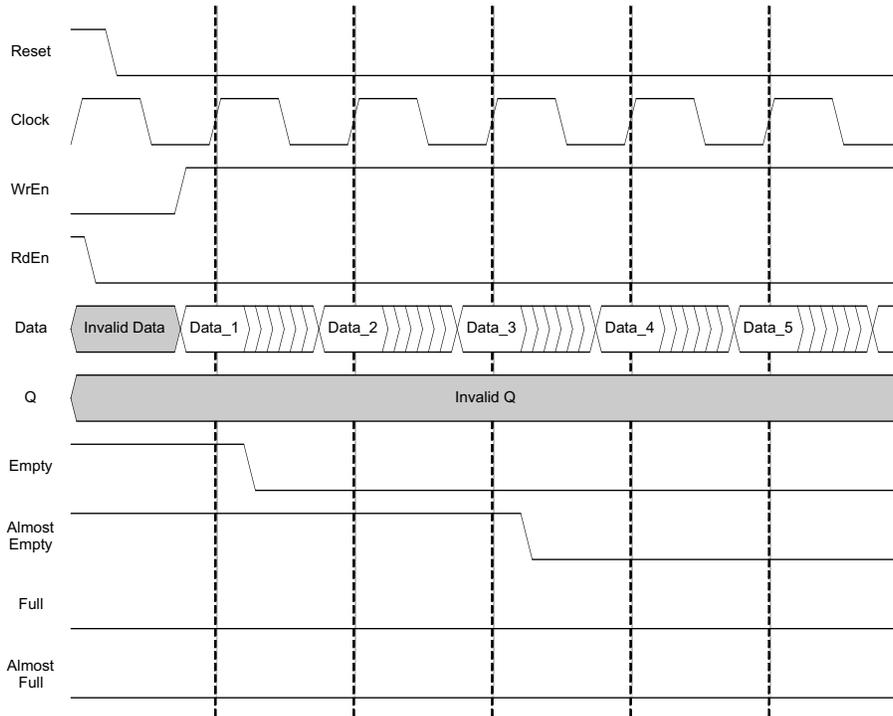 Reset
Clock
WrEn
RdEn
Data
Invalid Data
Data_1
Data_2
Data_3
Data_4
Data_5
Q
Invalid Q
Empty
Almost
Empty
Full
Almost
Full